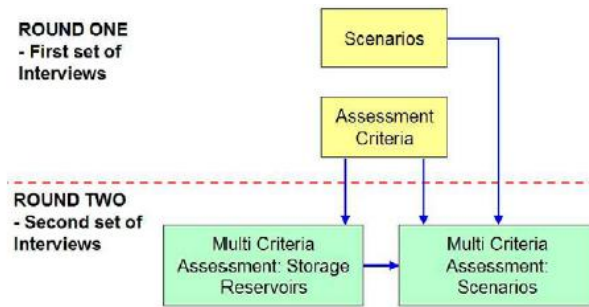 ROUND ONE
- First set of
Interviews
Scenarios
Assessment
Criteria
ROUND TWO
- Second set of
Interviews
Multi Criteria
Assessment: Storage
Reservoirs
Multi Criteria
Assessment:
Scenarios